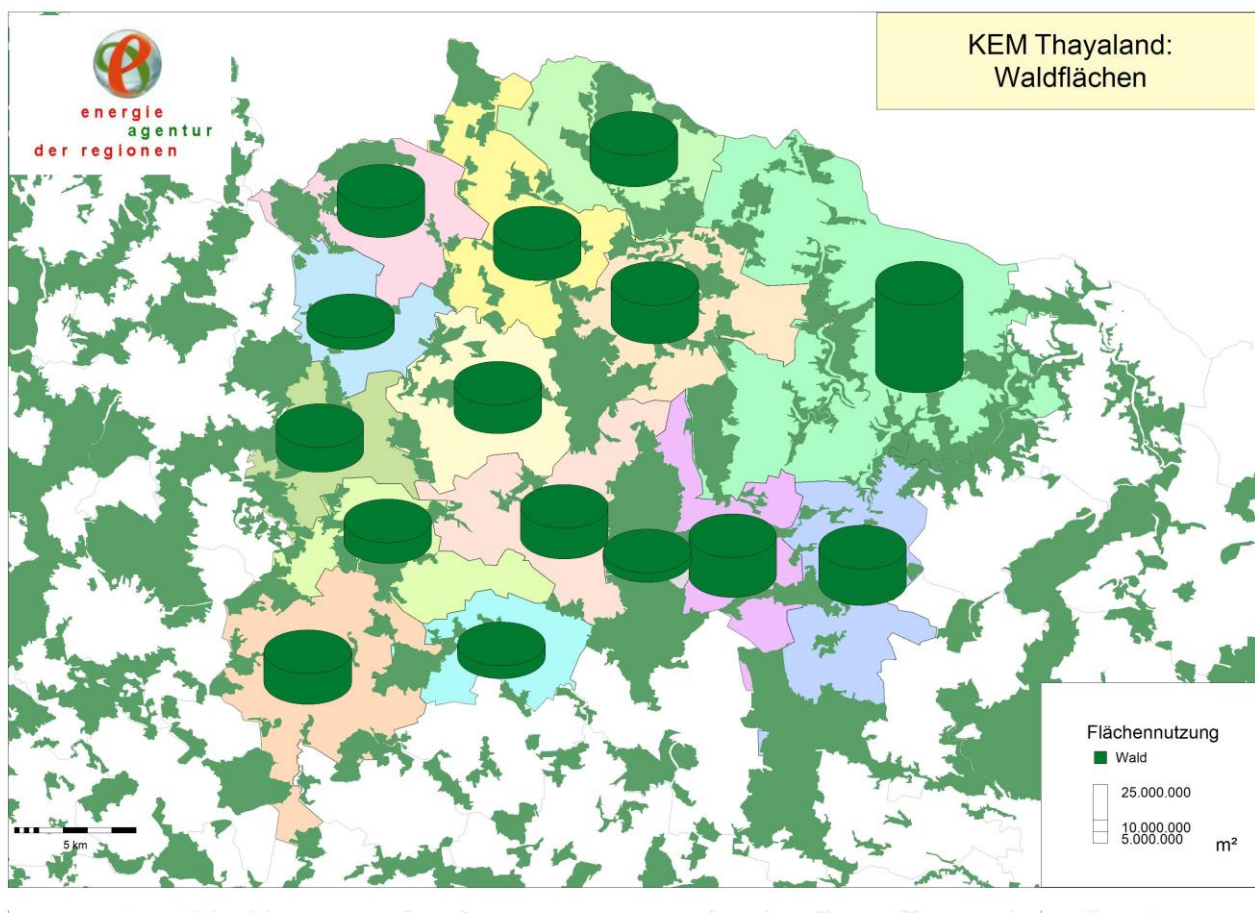 energie
agentur
der regionen
KEM Thayaland:
Waldflächen
Flächennutzung
Wald
25.000.000
10.000.000
5.000.000
m²
5 km